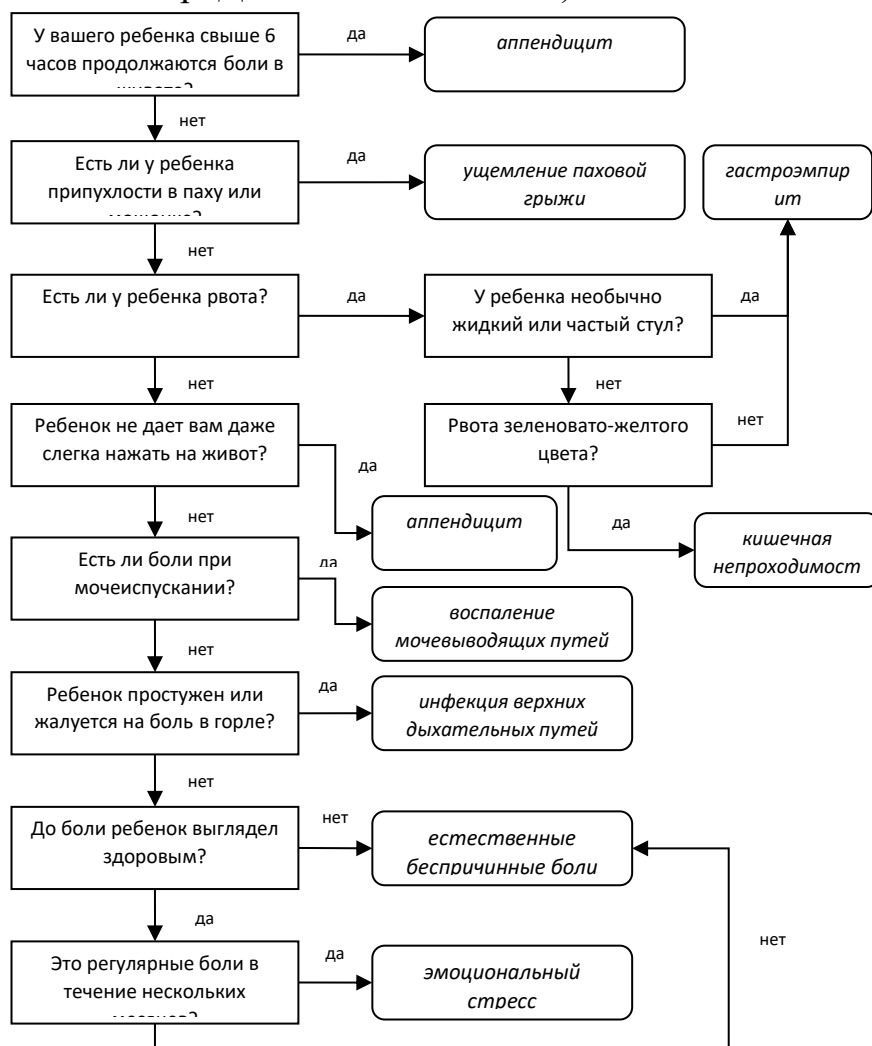 У вашего ребенка свыше 6
часов продолжаются боли в
да
аппендицит
нет
Есть ли у ребенка
припухлости в паху или
да
ущемление паховой
грыжи
гастроэмпир
ит
нет
Есть ли у ребенка рвота?
да
У ребенка необычно
жидкий или частый стул?
да
нет
нет
Ребенок не дает вам даже
слегка нажать на живот?
да
Рвота зеленовато-желтого
цвета?
нет
аппендицит
да
кишечная
непроходимост
нет
Есть ли боли при
мочеиспускании?
да
воспаление
мочевыводящих путей
нет
Ребенок простужен или
жалуется на боль в горле?
да
инфекция верхних
дыхательных путей
нет
До боли ребенок выглядел
здоровым?
нет
естественные
беспричинные боли
да
нет
Это регулярные боли в
течение нескольких
да
эмоциональный
стресс